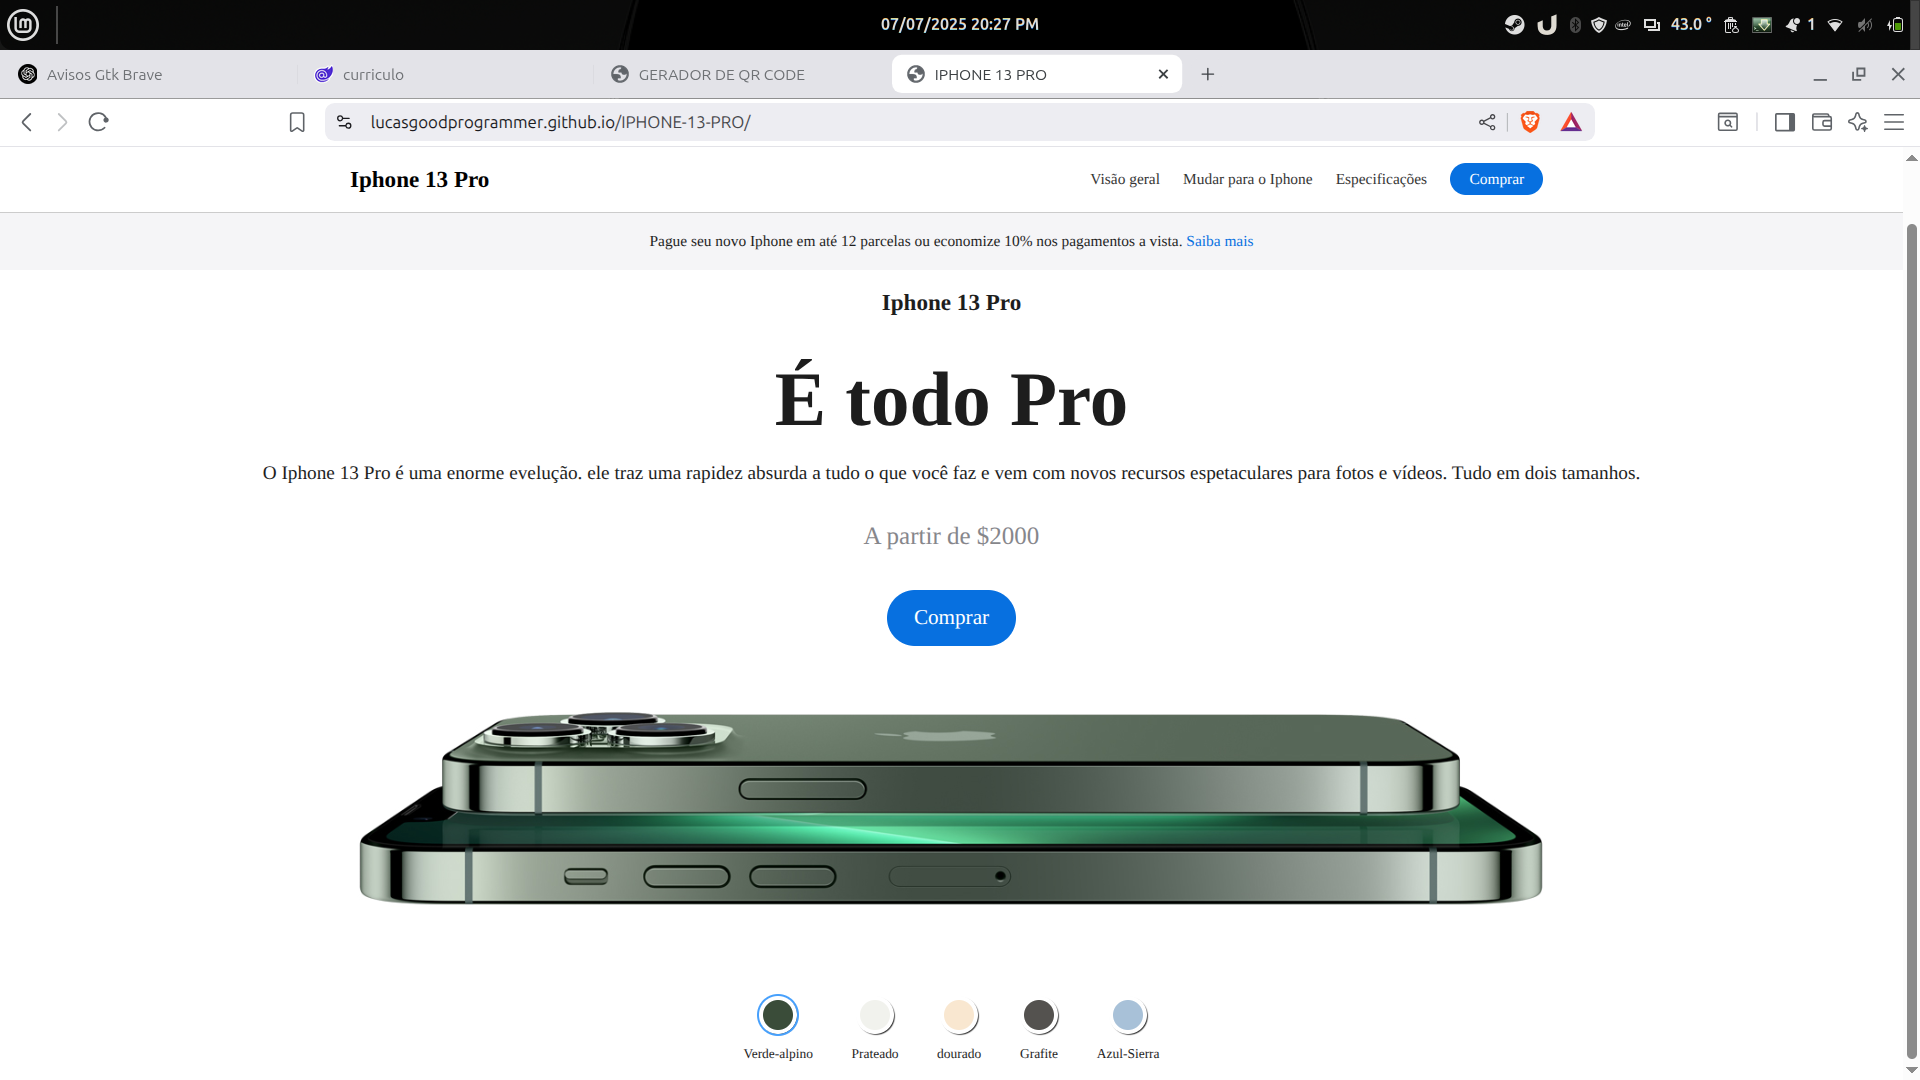 07/07/2025 20:27 PM
43.0 °
1
Avisos Gtk Brave
curriculo
GERADOR DE QR CODE
IPHONE 13 PRO
lucasgoodprogrammer.github.io/IPHONE-13-PRO/
Iphone 13 Pro
Visão geral
Mudar para o Iphone
Especificações
Comprar
Pague seu novo Iphone em até 12 parcelas ou economize 10% nos pagamentos a vista. Saiba mais
Iphone 13 Pro
É todo Pro
O Iphone 13 Pro é uma enorme evelução. ele traz uma rapidez absurda a tudo o que você faz e vem com novos recursos espetaculares para fotos e vídeos. Tudo em dois tamanhos.
A partir de $2000
Comprar
Verde-alpino
Prateado
dourado
Grafite
Azul-Sierra